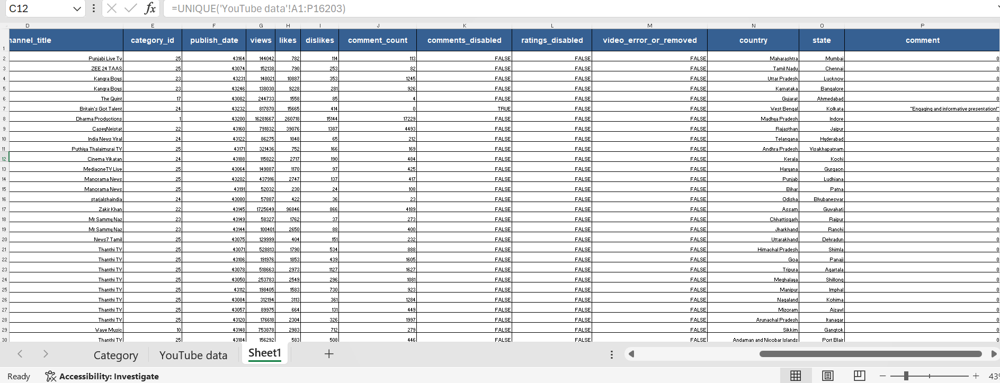 C12 fx =UNIQUE('YouTube data'!A1:P16203)
D E F G H I J K L M N O P
1 hannel_title category_id publish_date views likes dislikes comment_count comments_disabled ratings_disabled video_error_or_removed country state comment
2 Punjabi Live Tv 25 43164 144042 782 114 113 FALSE FALSE FALSE Maharashtra Mumbai 0
3 ZEE 24 TAAS 25 43074 152138 790 253 82 FALSE FALSE FALSE Tamil Nadu Chennai 0
4 Kangra Boys 23 43231 148021 10887 353 1245 FALSE FALSE FALSE Uttar Pradesh Lucknow 0
5 Kangra Boys 23 43246 138030 9228 281 926 FALSE FALSE FALSE Karnataka Bangalore 0
6 The Quint 17 43082 244733 1558 85 4 FALSE FALSE FALSE Gujarat Ahmedabad 0
7 Britain's Got Talent 24 43232 817870 15665 414 0 TRUE FALSE FALSE West Bengal Kolkata "Engaging and informative presentation!"
8 Dharma Productions 1 43200 16281667 260718 15144 17229 FALSE FALSE FALSE Madhya Pradesh Indore 0
9 CaseyNeistat 22 43160 791832 39076 1387 4493 FALSE FALSE FALSE Rajasthan Jaipur 0
10 India News Viral 24 43122 86275 1048 65 212 FALSE FALSE FALSE Telangana Hyderabad 0
11 Puthiya Thalaimurai TV 25 43171 321436 752 166 169 FALSE FALSE FALSE Andhra Pradesh Visakhapatnam 0
12 Cinema Vikatan 24 43188 115822 2717 190 484 FALSE FALSE FALSE Kerala Kochi 0
13 MediaoneTV Live 25 43064 149887 1170 97 425 FALSE FALSE FALSE Haryana Gurgaon 0
14 Manorama News 25 43202 437916 2747 137 417 FALSE FALSE FALSE Punjab Ludhiana 0
15 Manorama News 25 43191 52032 230 24 108 FALSE FALSE FALSE Bihar Patna 0
16 starjalshaindia 24 43080 57887 422 36 23 FALSE FALSE FALSE Odisha Bhubaneswar 0
17 Zakir Khan 22 43145 1725649 96846 866 4189 FALSE FALSE FALSE Assam Guwahati 0
18 Mr Sammy Naz 23 43149 58327 1762 37 273 FALSE FALSE FALSE Chhattisgarh Raipur 0
19 Mr Sammy Naz 23 43144 100401 2650 88 400 FALSE FALSE FALSE Jharkhand Ranchi 0
20 News7 Tamil 25 43075 129999 404 151 232 FALSE FALSE FALSE Uttarakhand Dehradun 0
21 Thanthi TV 25 43071 528813 1790 534 888 FALSE FALSE FALSE Himachal Pradesh Shimla 0
22 Thanthi TV 25 43106 191976 1853 439 1605 FALSE FALSE FALSE Goa Panaji 0
23 Thanthi TV 25 43078 518663 2973 1127 1627 FALSE FALSE FALSE Tripura Agartala 0
24 Thanthi TV 25 43050 253783 2549 296 1081 FALSE FALSE FALSE Meghalaya Shillong 0
25 Thanthi TV 25 43112 198405 1583 730 923 FALSE FALSE FALSE Manipur Imphal 0
26 Thanthi TV 25 43084 312194 3113 361 1284 FALSE FALSE FALSE Nagaland Kohima 0
27 Thanthi TV 25 43057 89975 664 131 449 FALSE FALSE FALSE Mizoram Aizawl 0
28 Thanthi TV 25 43120 176618 2304 326 1997 FALSE FALSE FALSE Arunachal Pradesh Itanagar 0
29 Wave Music 10 43148 753878 2983 712 279 FALSE FALSE FALSE Sikkim Gangtok 0
30 Thanthi TV 25 43184 156292 583 508 446 FALSE FALSE FALSE Andaman and Nicobar Islands Port Blair 0
Category YouTube data Sheet1 +
Ready Accessibility: Investigate 43%